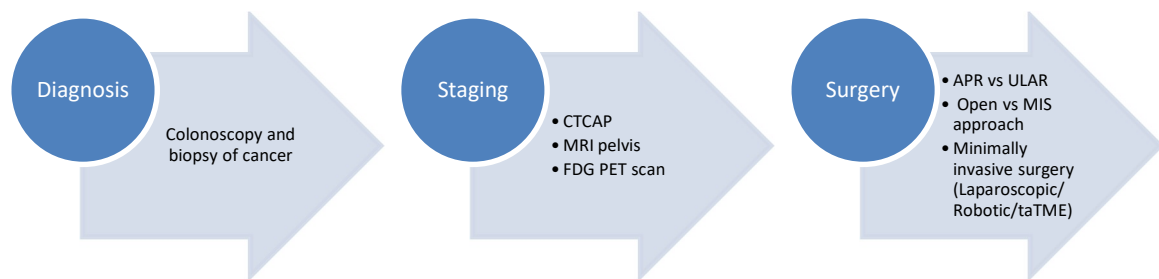 Diagnosis
Colonoscopy and
biopsy of cancer
Staging
• CTCAP
• MRI pelvis
• FDG PET scan
Surgery
• APR vs ULAR
• Open vs MIS
approach
• Minimally
invasive surgery
(Laparoscopic/
Robotic/taTME)